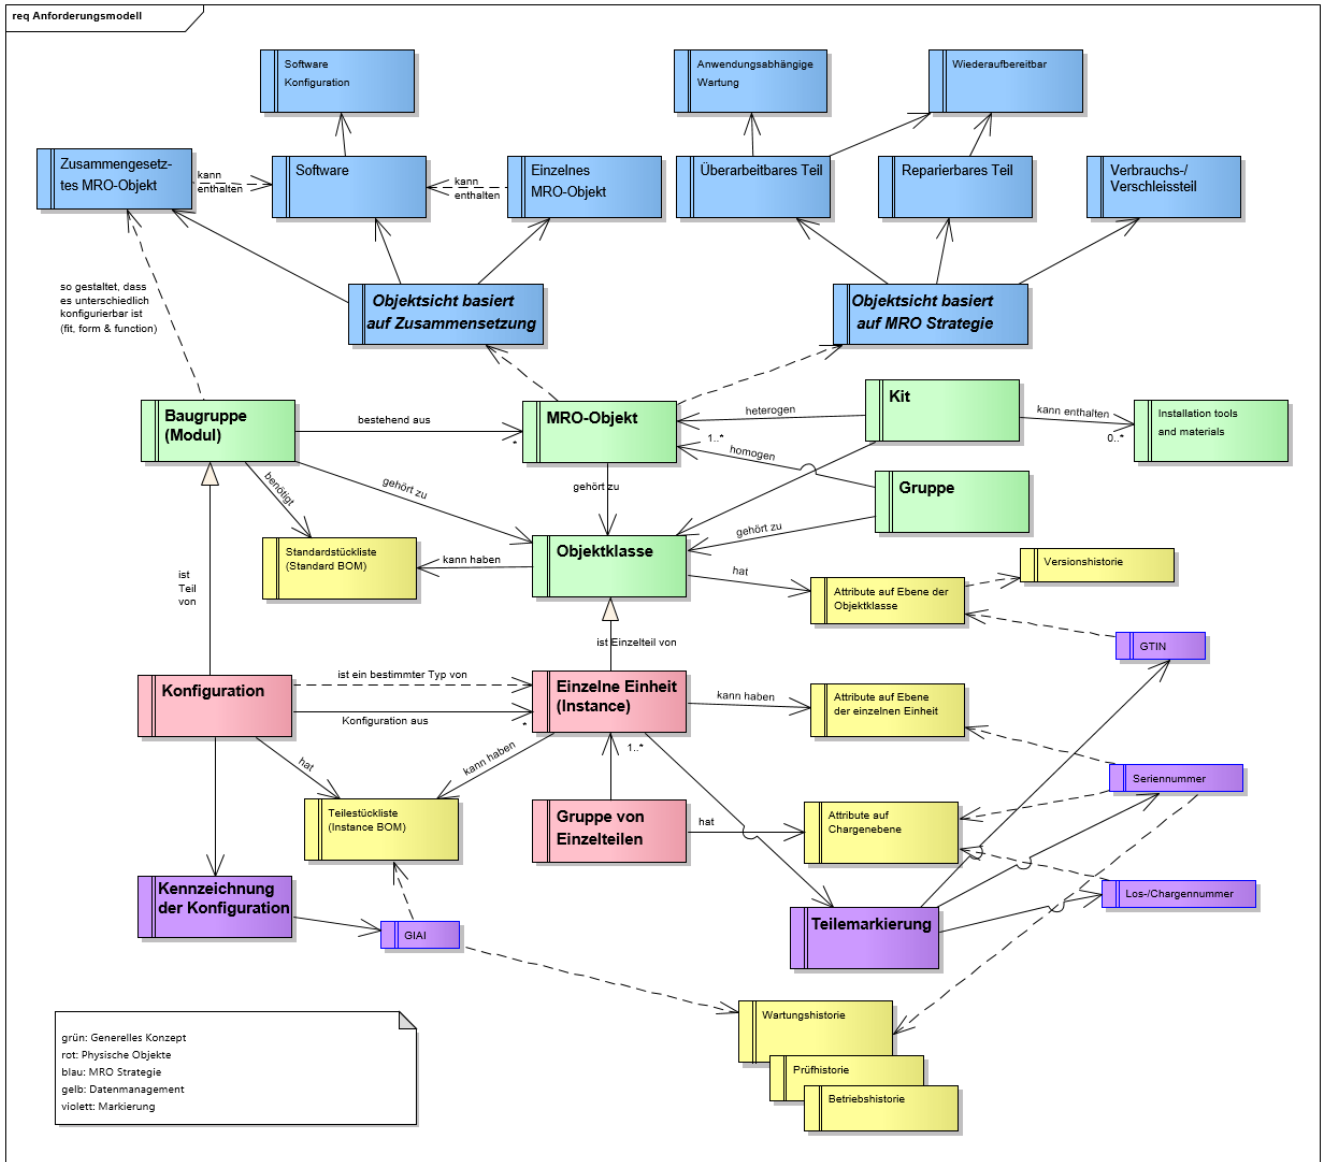 req Anforderungsmodell
Software
Konfiguration
Anwendungsabhängige
Wartung
Wiederaufbereitbar
Zusammengesetz-
tes MRO-Objekt
kann
enthalten
Software
kann
enthalten
Einzelnes
MRO-Objekt
Überarbeitbares Teil
Reparierbares Teil
Verbrauchs-/
Verschleissteil
so gestaltet, dass
es unterschiedlich
konfigurierbar ist
(fit, form & function)
Objektsicht basiert
auf Zusammensetzung
Objektsicht basiert
auf MRO Strategie
Baugruppe
(Modul)
bestehend aus
*
MRO-Objekt
heterogen
1..*
homogen
Kit
kann enthalten
0..*
Installation tools
and materials
benötigt
gehört zu
gehört zu
Gruppe
gehört zu
Standardstückliste
(Standard BOM)
kann haben
Objektklasse
hat
Attribute auf Ebene der
Objektklasse
Versionshistorie
ist
Teil
von
ist Einzelteil von
GTIN
Konfiguration
ist ein bestimmter Typ von
Konfiguration aus
*
Einzelne Einheit
(Instance)
kann haben
Attribute auf Ebene
der einzelnen Einheit
hat
kann haben
1..*
Seriennummer
Teilestückliste
(Instance BOM)
Gruppe von
Einzelteilen
hat
Attribute auf
Chargenebene
Kennzeichnung
der Konfiguration
GIAI
Teilemarkierung
Los-/Chargennummer
Wartungshistorie
Prüfhistorie
Betriebshistorie
grün: Generelles Konzept
rot: Physische Objekte
blau: MRO Strategie
gelb: Datenmanagement
violett: Markierung